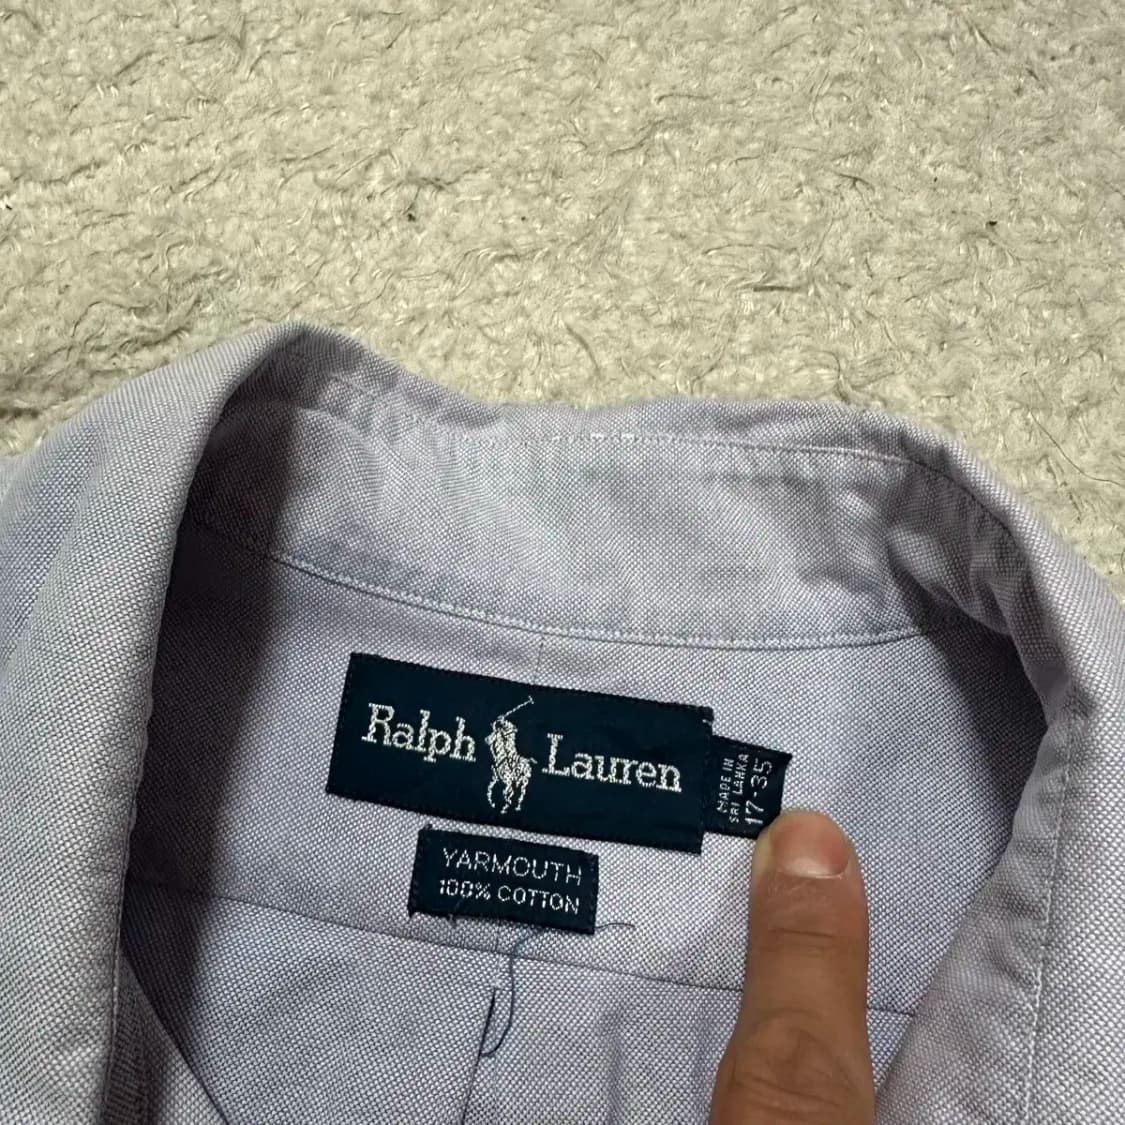 Ralph Lauren
MADE IN
SRI LANKA
17-35
YARMOUTH
100% COTTON